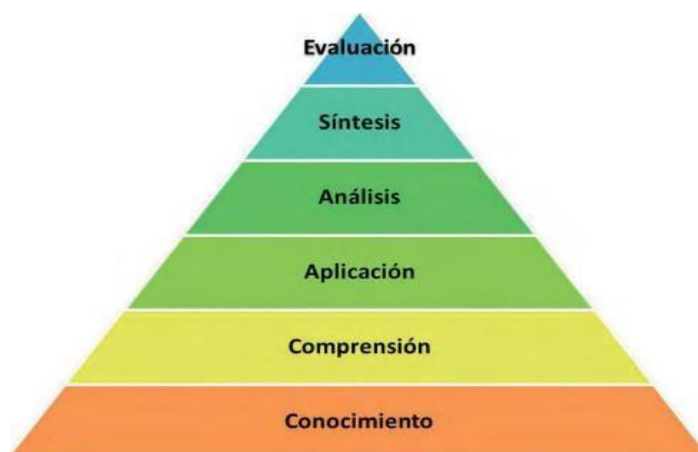 Evaluación
Síntesis
Análisis
Aplicación
Comprensión
Conocimiento